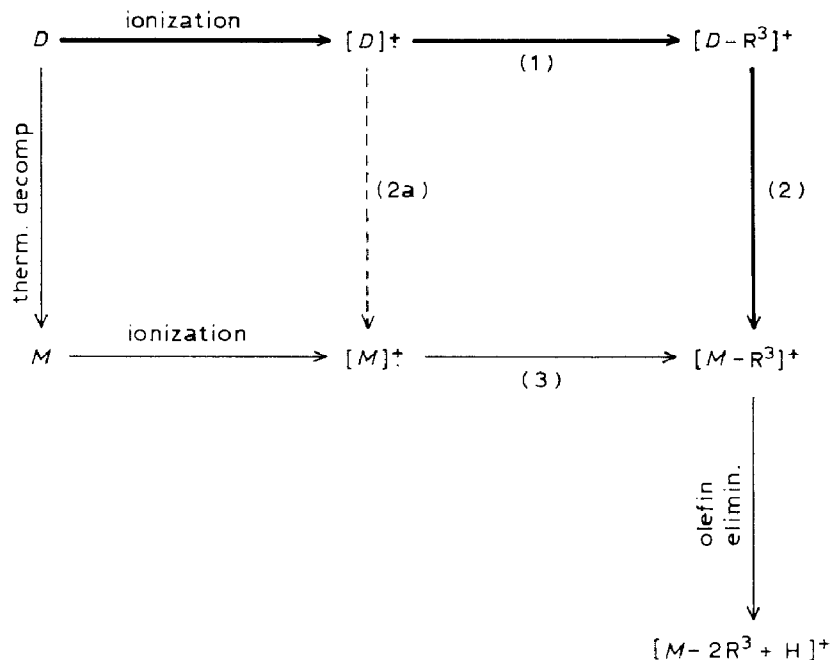 ionization
D [D]+. (1) [D-R³]+
therm. decomp
(2a)
(2)
ionization
M [M]+. (3) [M-R³]+
olefin
elimin.
[M-2R³ + H]+